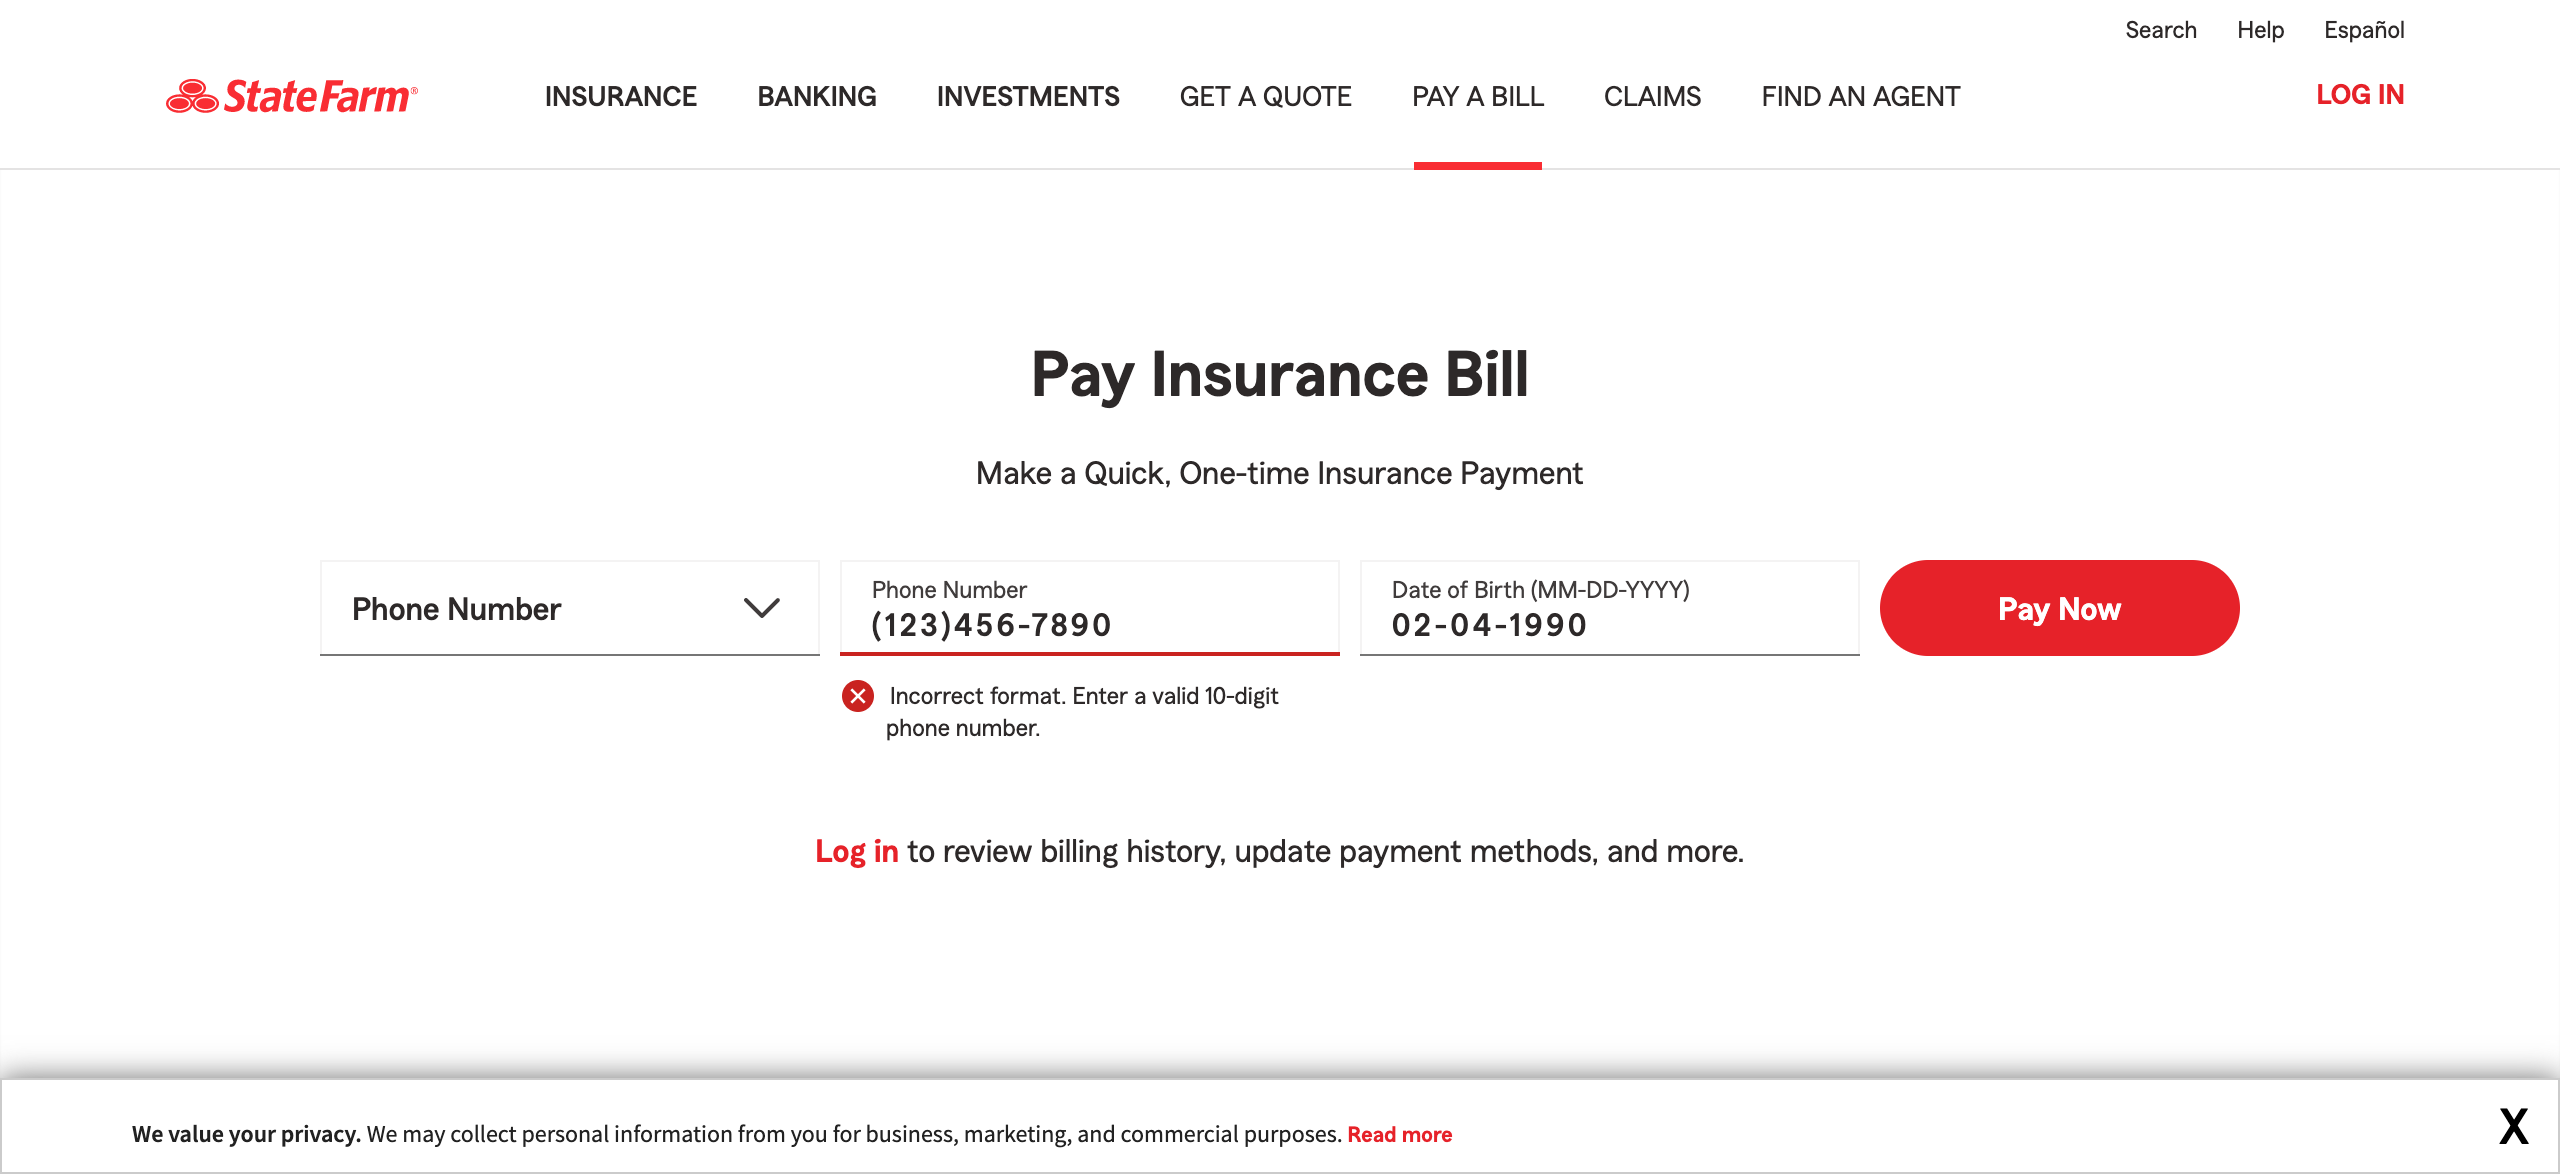 Search Help Español
StateFarm® INSURANCE BANKING INVESTMENTS GET A QUOTE PAY A BILL CLAIMS FIND AN AGENT LOG IN
Pay Insurance Bill
Make a Quick, One-time Insurance Payment
Phone Number
Phone Number
(123)456-7890
Date of Birth (MM-DD-YYYY)
02-04-1990
Pay Now
Incorrect format. Enter a valid 10-digit
phone number.
Log in to review billing history, update payment methods, and more.
We value your privacy. We may collect personal information from you for business, marketing, and commercial purposes. Read more
X